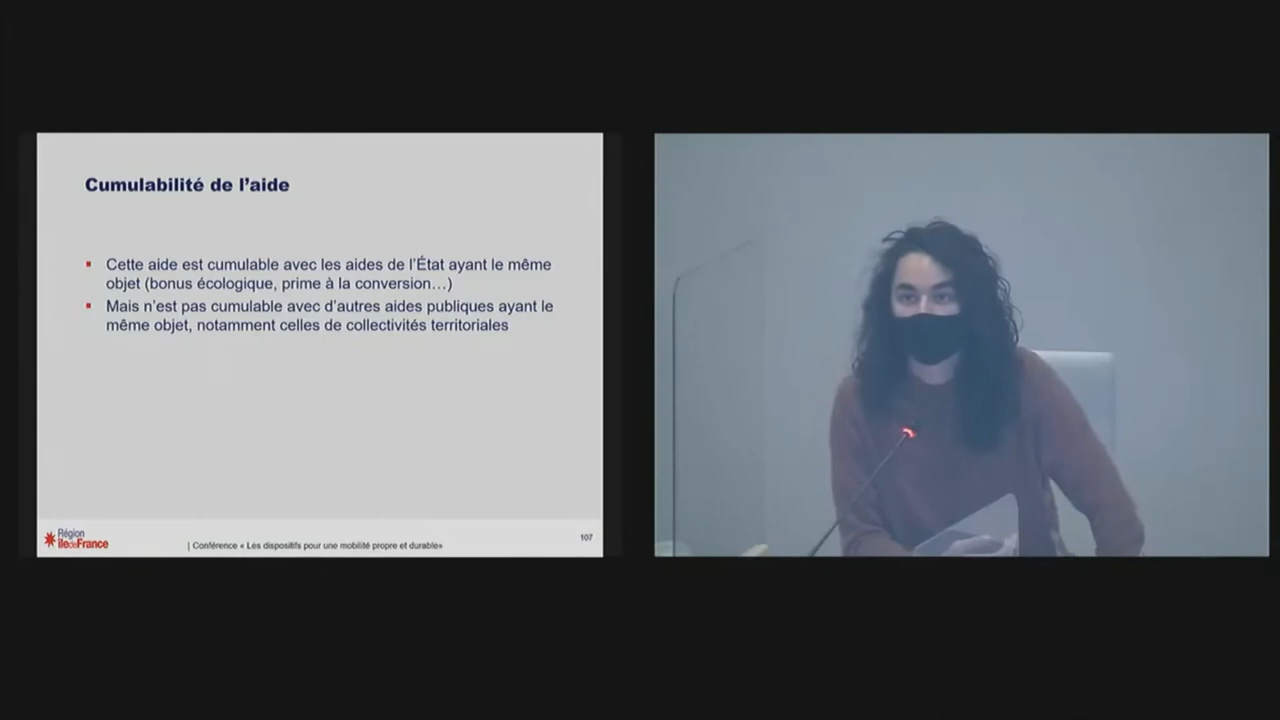 Cumulabilité de l’aide
Cette aide est cumulable avec les aides de l’État ayant le même
objet (bonus écologique, prime à la conversion…)
Mais n’est pas cumulable avec d’autres aides publiques ayant le
même objet, notamment celles de collectivités territoriales
Région
îledeFrance
| Conférence « Les dispositifs pour une mobilité propre et durable»
107